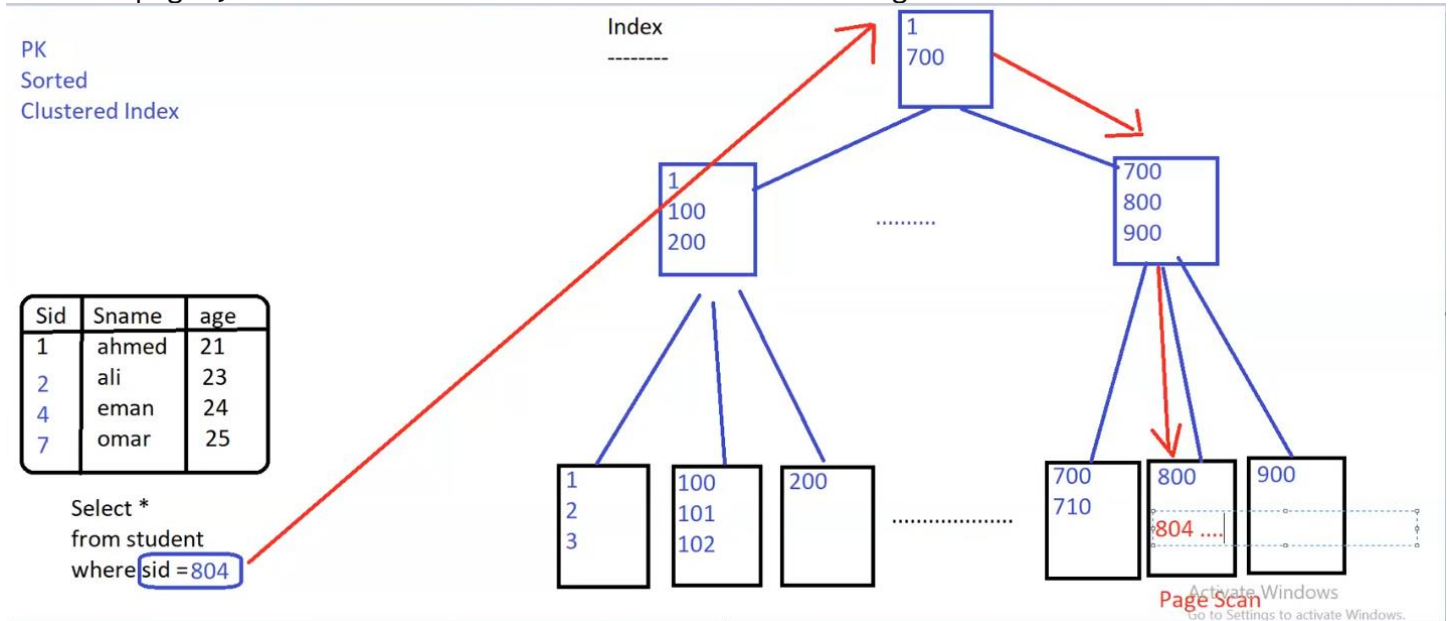 PK
Sorted
Clustered Index
Index
--------
1
700
1
100
200
..........
700
800
900
Sid Sname age
1 ahmed 21
2 ali 23
4 eman 24
7 omar 25
Select *
from student
where sid =804
1
2
3
100
101
102
200
....................
700
710
800
804 ....
900
Page Scan
Activate Windows
Go to Settings to activate Windows.